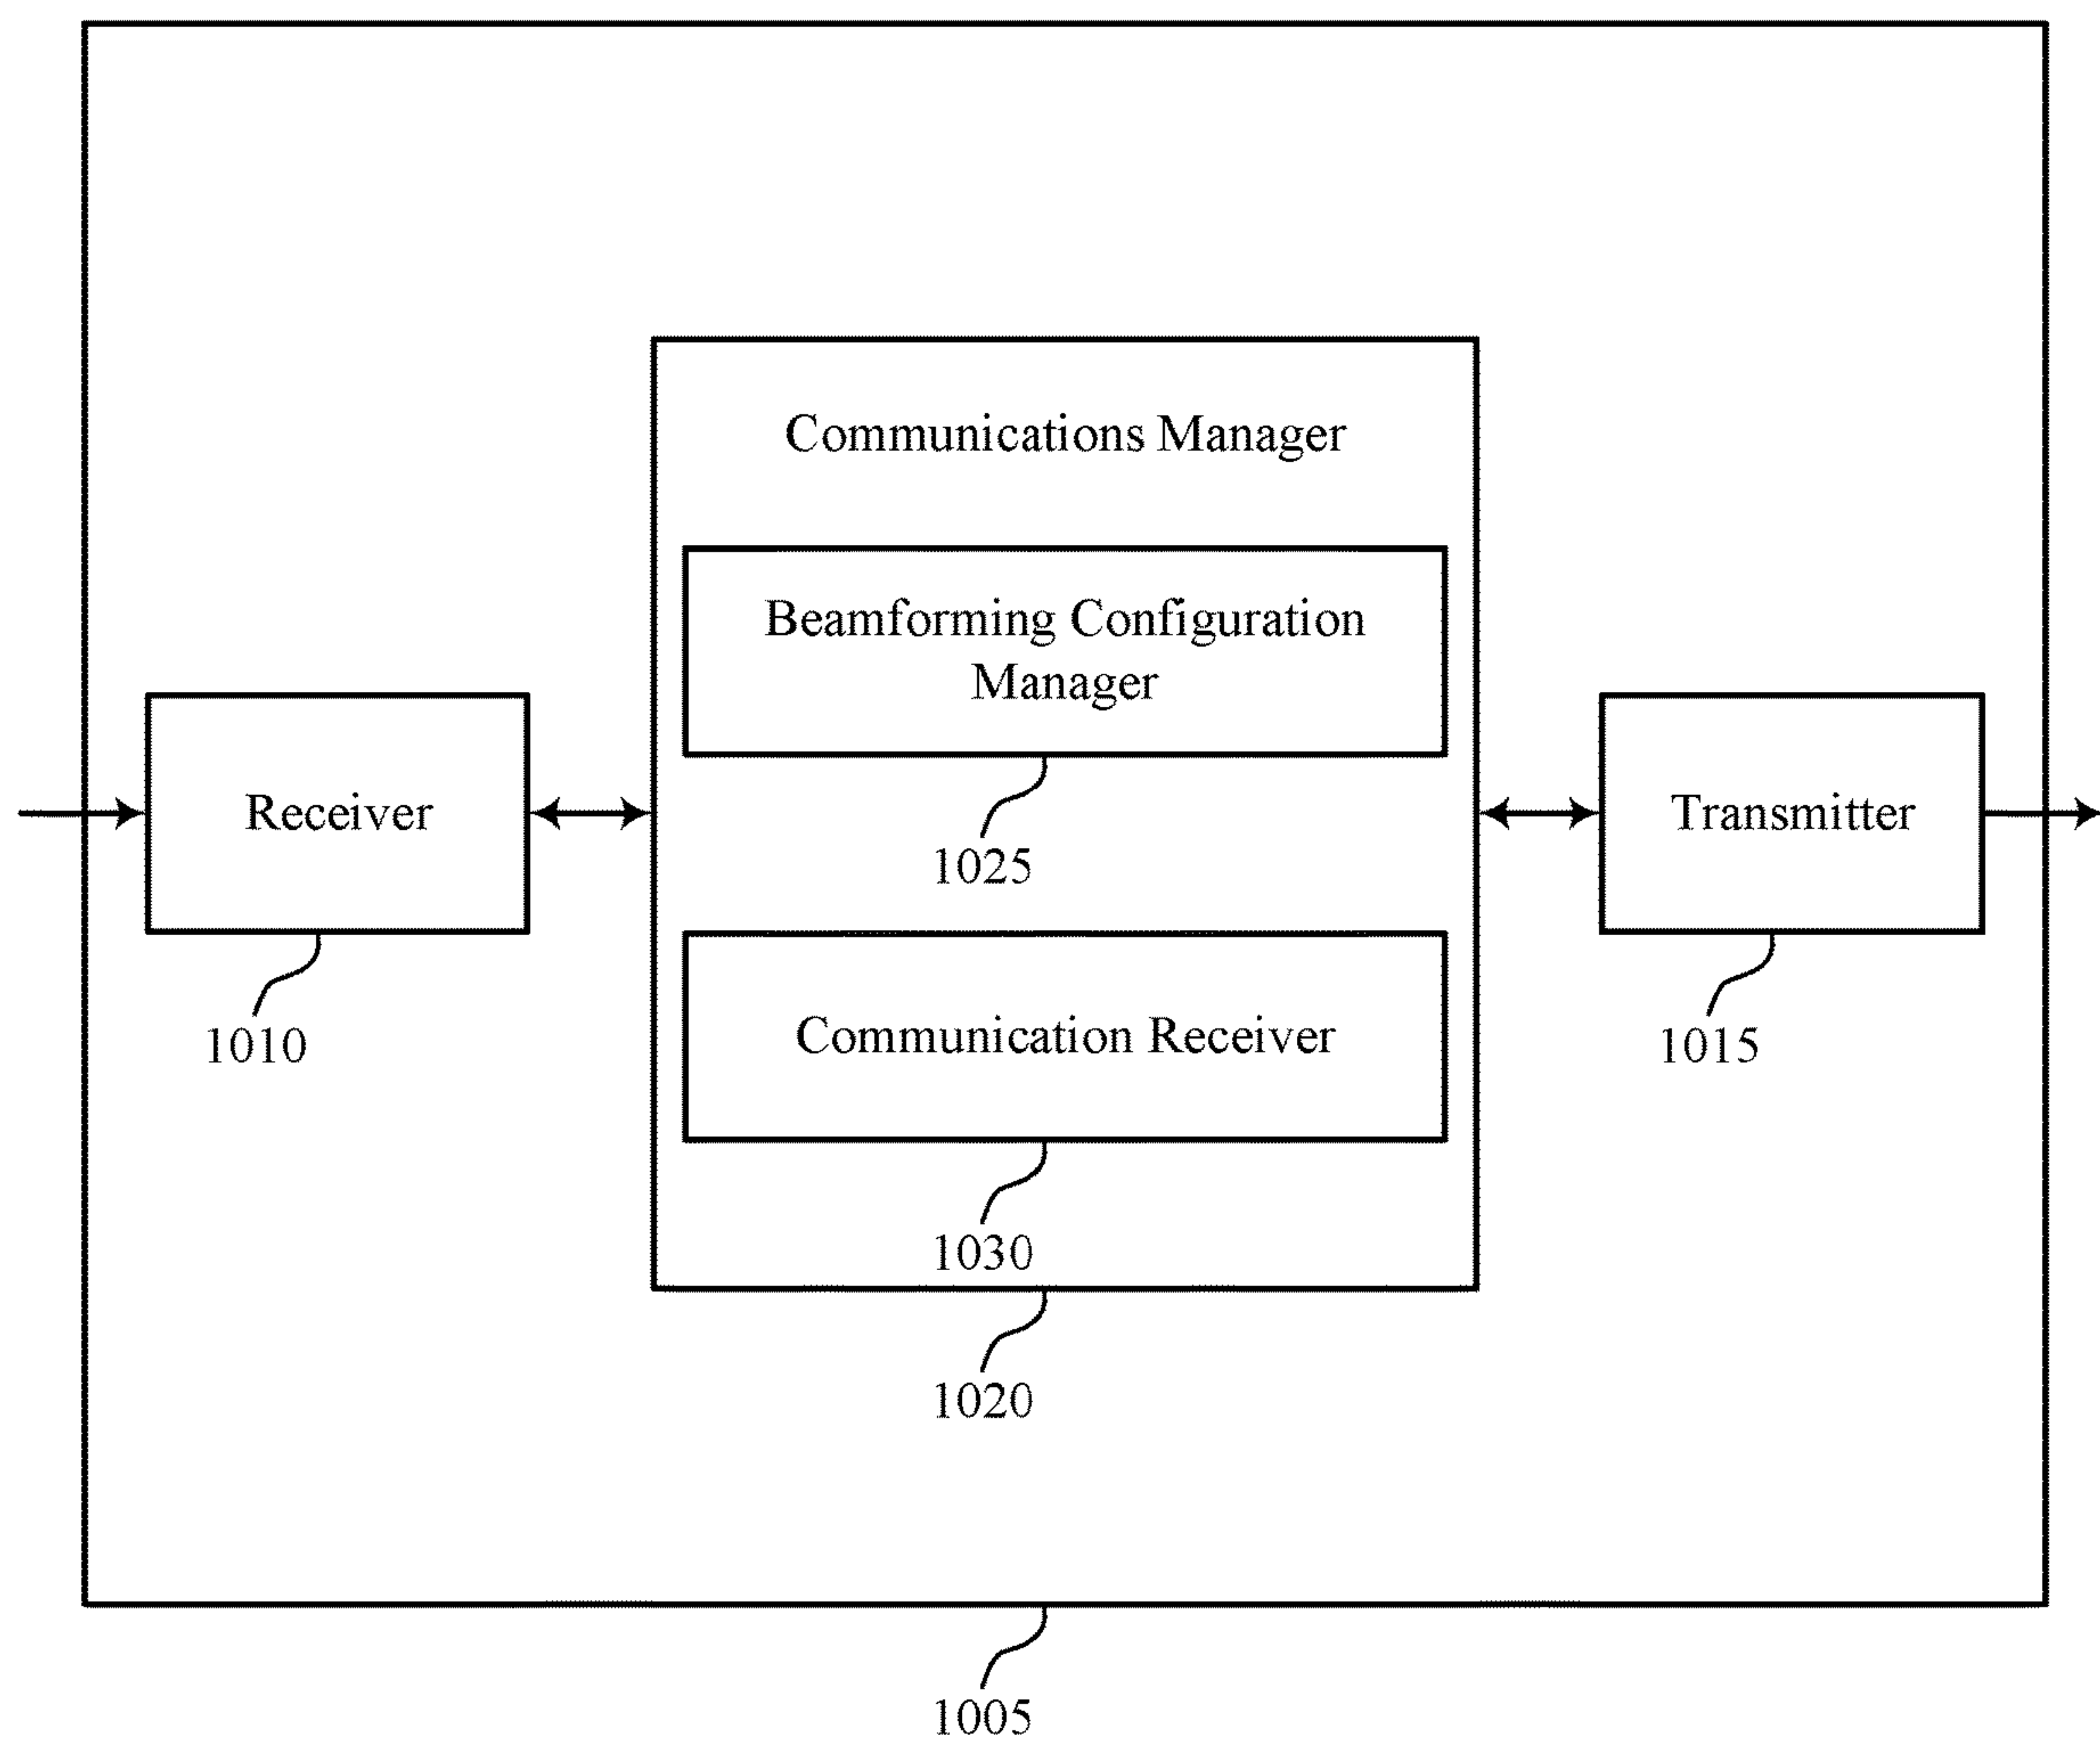 Communications Manager
Beamforming Configuration
Manager
1025
Receiver
1010
Transmitter
1015
Communication Receiver
1030
1020
1005